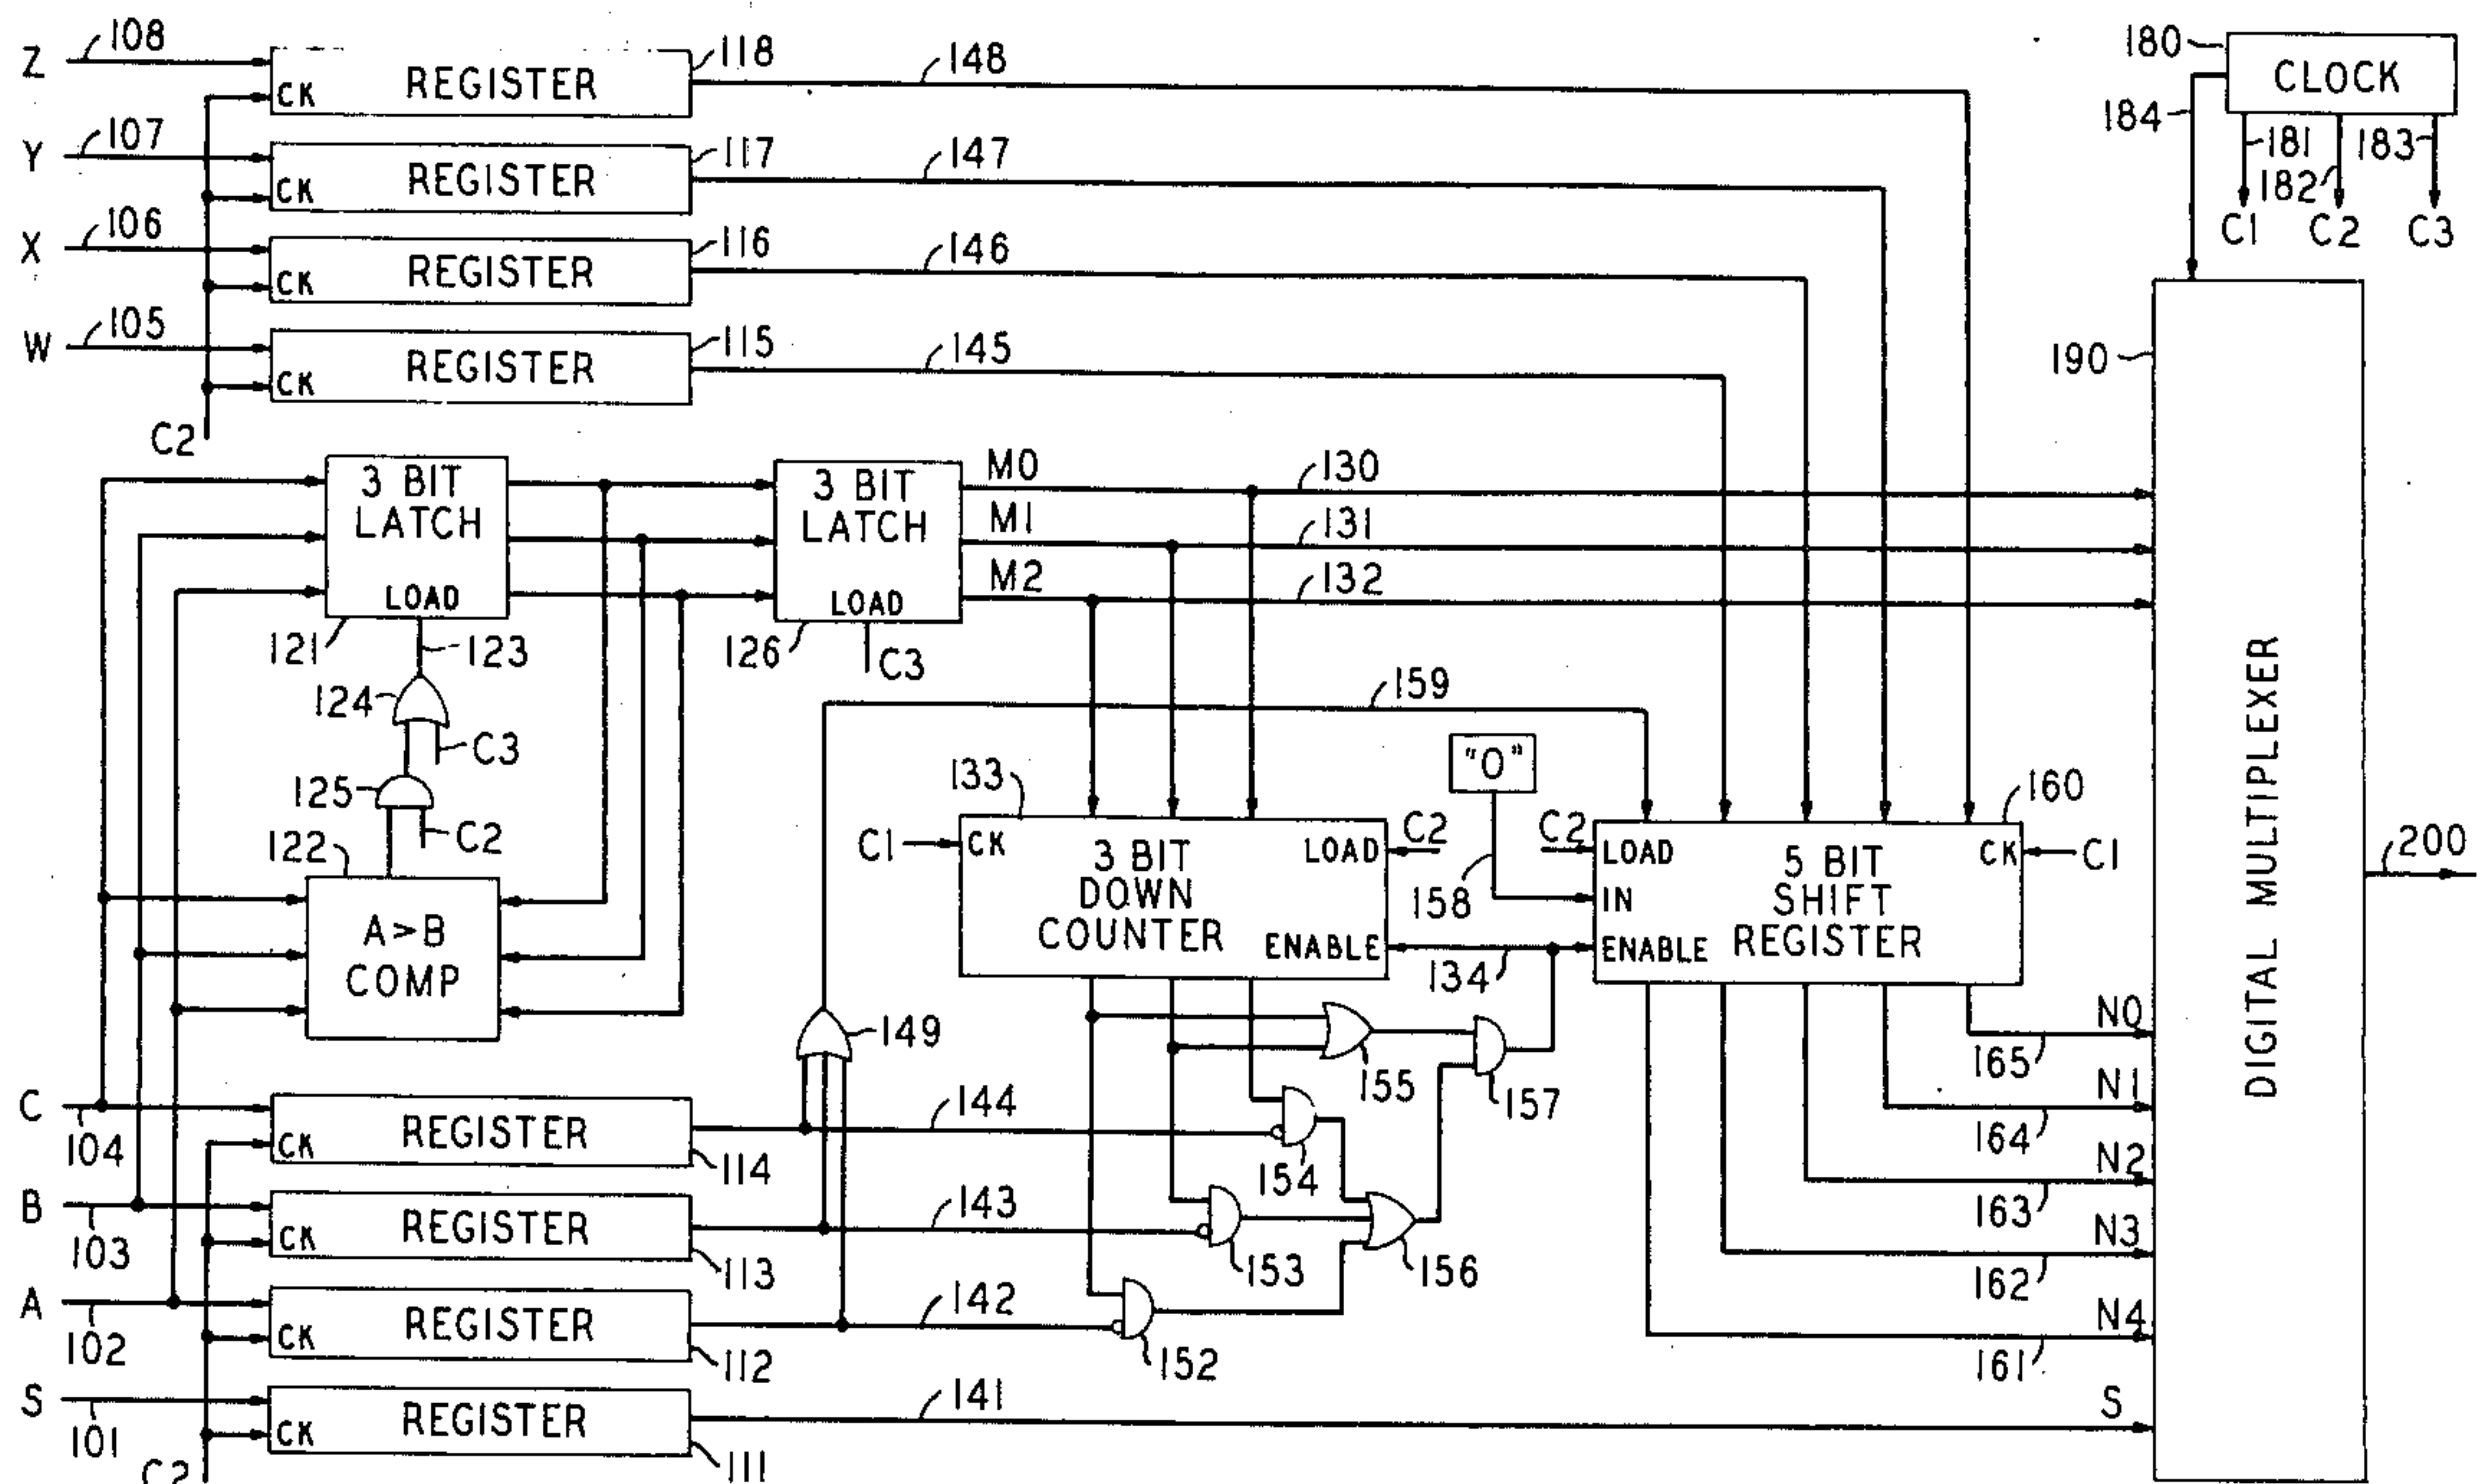 Z 108 CK REGISTER 118 148
Y 107 CK REGISTER 117 147
X 106 CK REGISTER 116 146
W 105 CK REGISTER 115 145
C2
180 CLOCK
184 181 182 183
C1 C2 C3
190
DIGITAL MULTIPLEXER
200
3 BIT
LATCH
LOAD
121
123
124
C3
125
C2
122
A>B
COMP
3 BIT
LATCH
LOAD
126
C3
M0 130
M1 131
M2 132
159
"0"
158
133
C1 CK
3 BIT
DOWN
COUNTER
LOAD C2
ENABLE
134
C2 LOAD
IN
ENABLE
5 BIT
SHIFT
REGISTER
160
CK C1
149
155
157
154
153
156
152
N0
165
N1
164
N2
163
N3
162
N4
161
S
C 104 CK REGISTER 114 144
B 103 CK REGISTER 113 143
A 102 CK REGISTER 112 142
S 101 CK REGISTER 111 141
C2